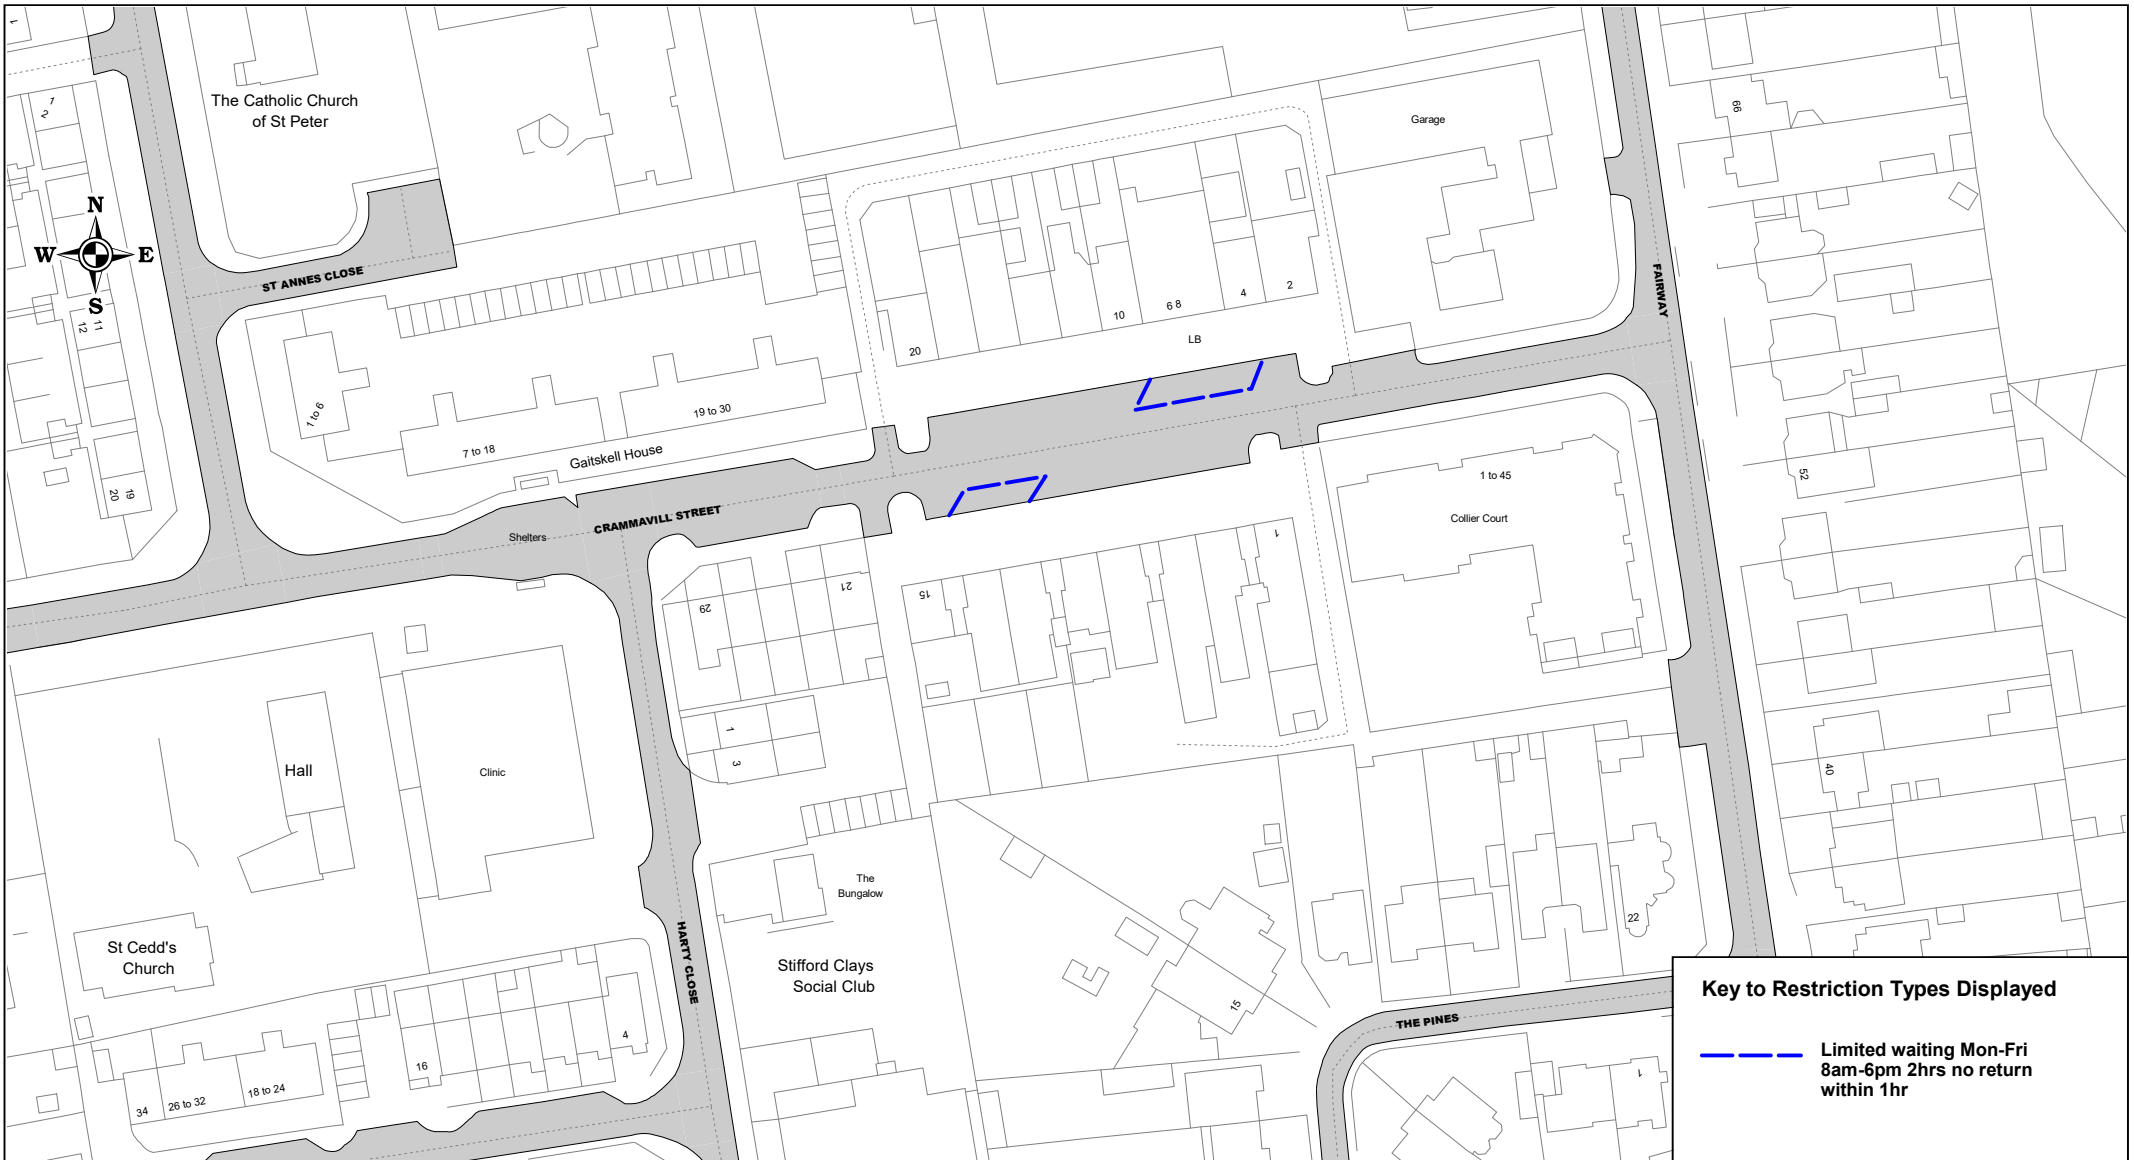 1
The Catholic Church
of St Peter
Garage
66
1
2
N
W
E
S
ST ANNES CLOSE
FAIRWAY
11
12
2
4
6 8
10
20
LB
1 to 6
19 to 30
7 to 18
Gaitskell House
1 to 45
Collier Court
52
19
20
Shelters
CRAMMAVILL STREET
1
21
15
29
1
3
Hall
Clinic
40
The
Bungalow
22
St Cedd's
Church
HARTY CLOSE
Stifford Clays
Social Club
15
THE PINES
4
16
18 to 24
26 to 32
34
1
Key to Restriction Types Displayed
Limited waiting Mon-Fri
8am-6pm 2hrs no return
within 1hr